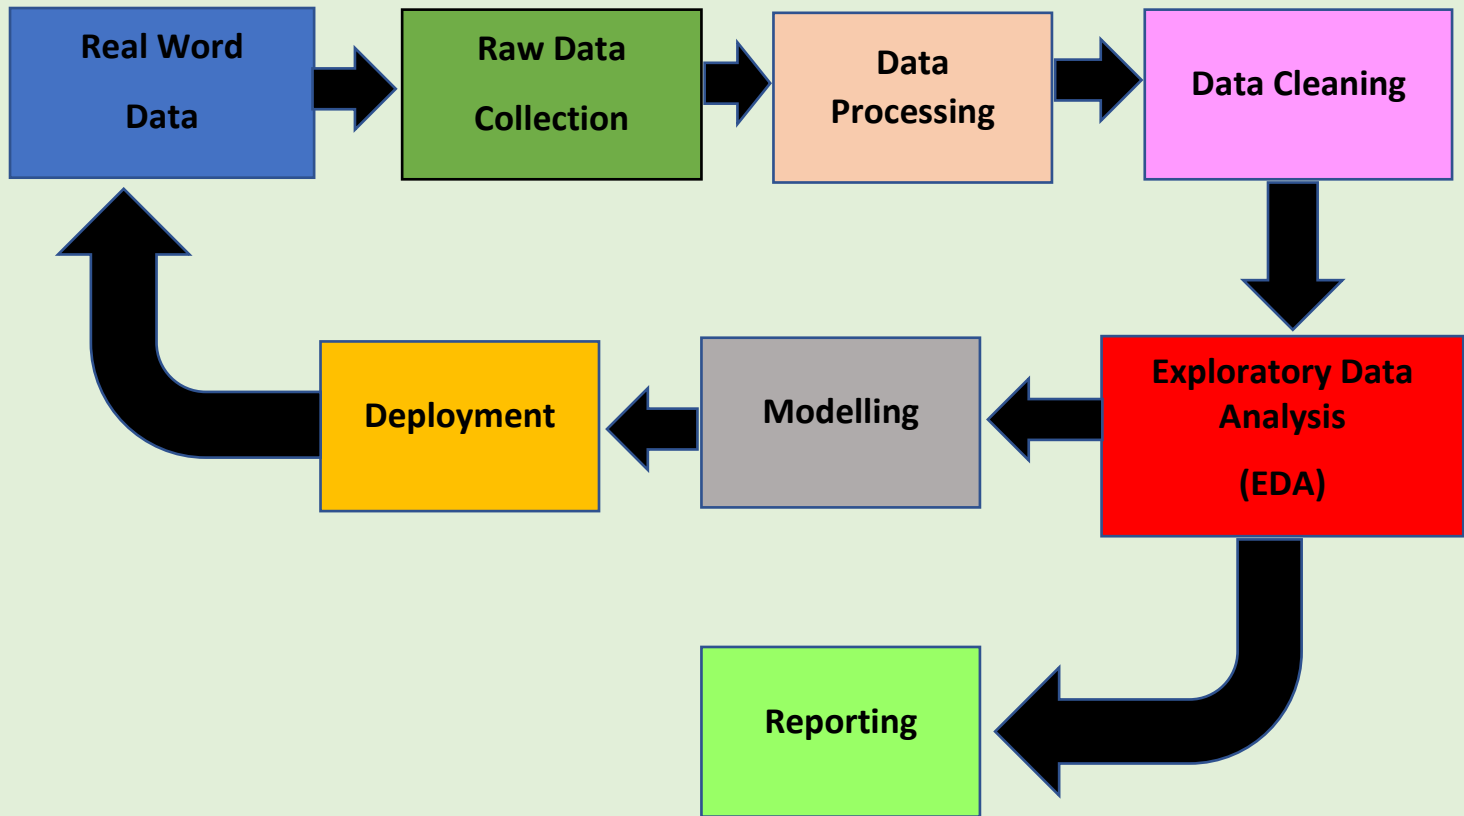 Real Word
Data
Raw Data
Collection
Data
Processing
Data Cleaning
Exploratory Data
Analysis
(EDA)
Modelling
Deployment
Reporting